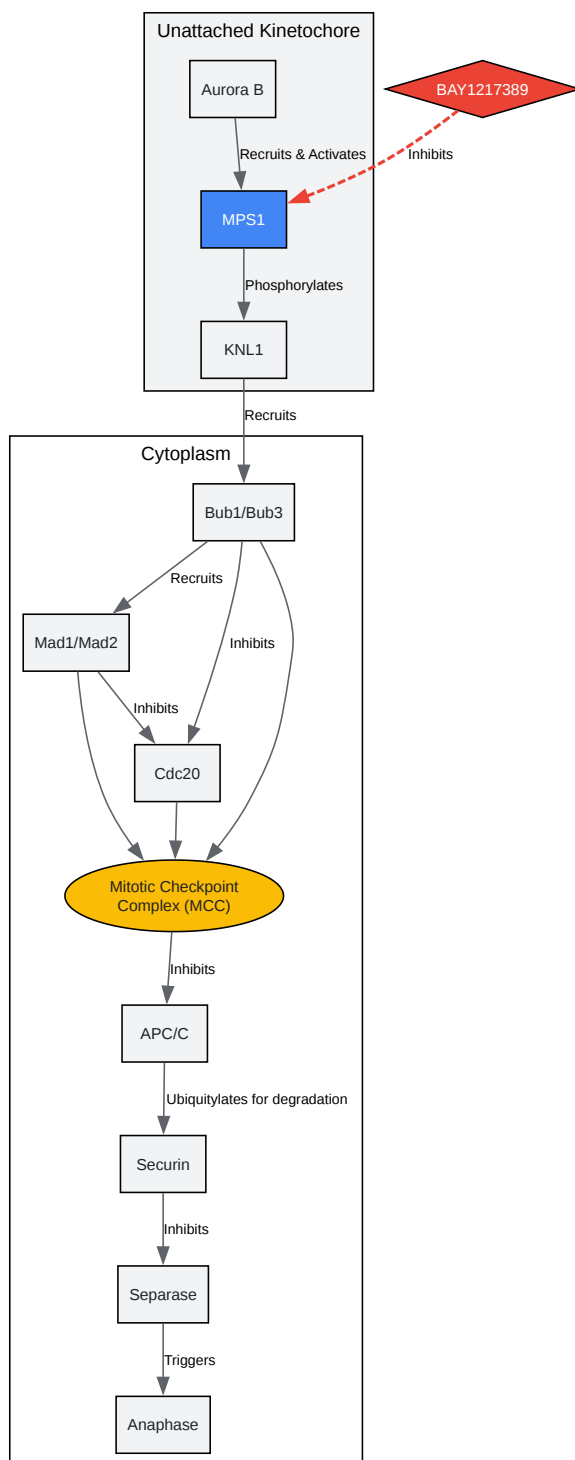 Unattached Kinetochore
Aurora B
BAY1217389
Recruits & Activates
Inhibits
MPS1
Phosphorylates
KNL1
Recruits
Cytoplasm
Bub1/Bub3
Recruits
Mad1/Mad2
Inhibits
Inhibits
Cdc20
Mitotic Checkpoint
Complex (MCC)
Inhibits
APC/C
Ubiquitylates for degradation
Securin
Inhibits
Separase
Triggers
Anaphase